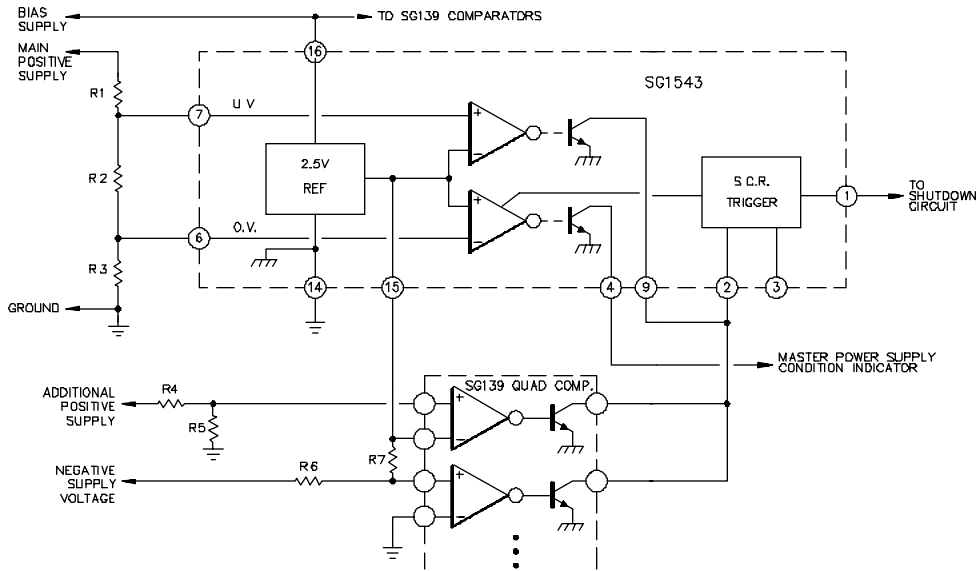 BIAS
SUPPLY
TO SG139 COMPARATORS
MAIN
POSITIVE
SUPPLY
16
SG1543
R1
7
U V
+
−
2.5V
REF
R2
S.C.R.
TRIGGER
1
TO
SHUTDOWN
CIRCUIT
6
O.V.
+
−
R3
14
15
4
9
2
3
GROUND
MASTER POWER SUPPLY
CONDITION INDICATOR
SG139 QUAD COMP.
ADDITIONAL
POSITIVE
SUPPLY
R4
R5
+
−
R7
NEGATIVE
SUPPLY
VOLTAGE
R6
+
−